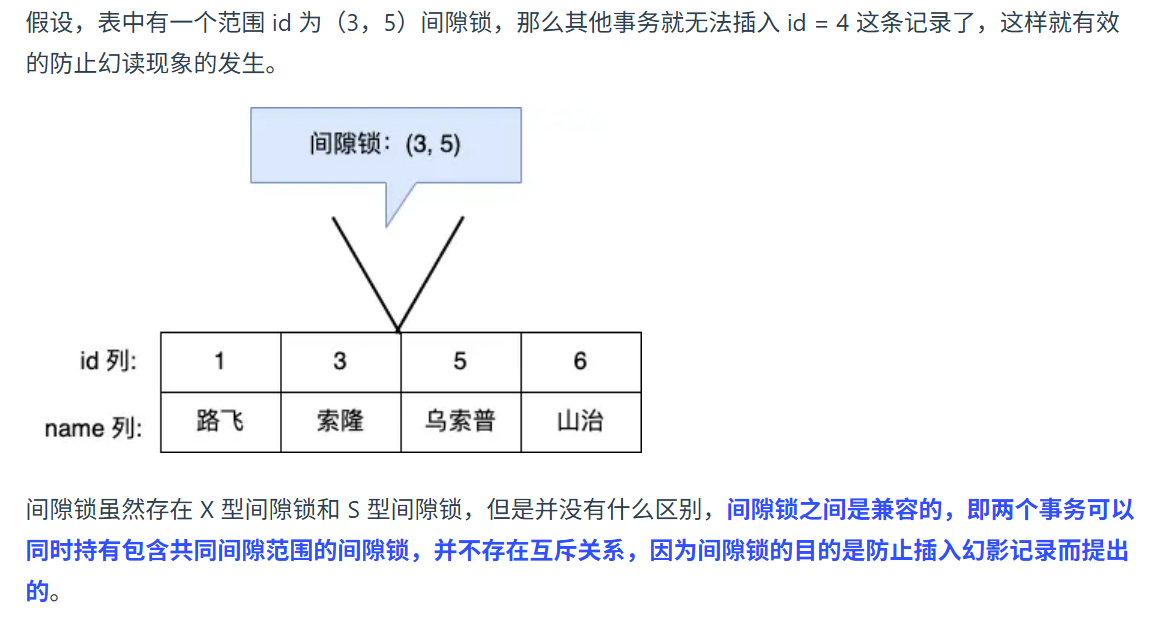 假设，表中有一个范围 id 为（3，5）间隙锁，那么其他事务就无法插入 id = 4 这条记录了，这样就有效
的防止幻读现象的发生。
间隙锁：(3, 5)
id 列: 1 3 5 6
name 列: 路飞 索隆 乌索普 山治
间隙锁虽然存在 X 型间隙锁和 S 型间隙锁，但是并没有什么区别，间隙锁之间是兼容的，即两个事务可以
同时持有包含共同间隙范围的间隙锁，并不存在互斥关系，因为间隙锁的目的是防止插入幻影记录而提出
的。